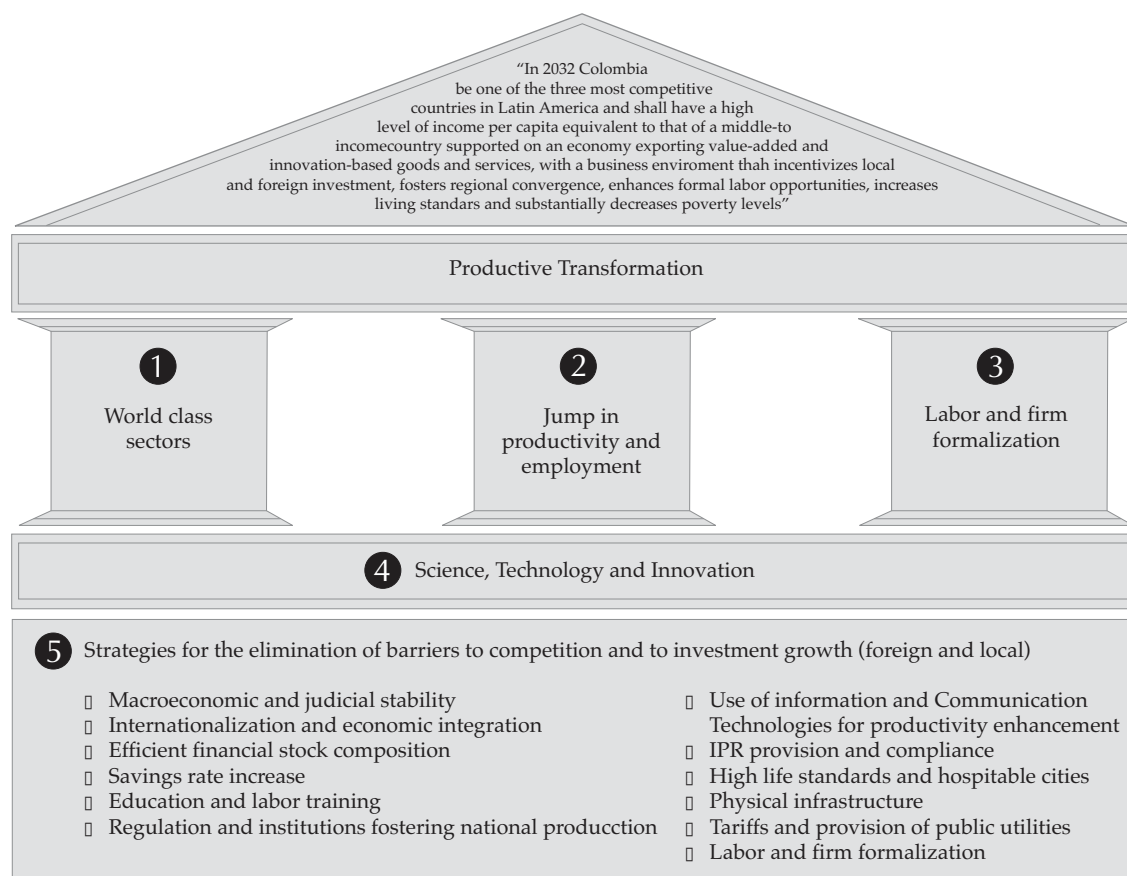 “In 2032 Colombia
be one of the three most competitive
countries in Latin America and shall have a high
level of income per capita equivalent to that of a middle-to
incomecountry supported on an economy exporting value-added and
innovation-based goods and services, with a business enviroment thah incentivizes local
and foreign investment, fosters regional convergence, enhances formal labor opportunities, increases
living standars and substantially decreases poverty levels”
Productive Transformation
1
World class
sectors
2
Jump in
productivity and
employment
3
Labor and firm
formalization
4 Science, Technology and Innovation
5 Strategies for the elimination of barriers to competition and to investment growth (foreign and local)
▯ Macroeconomic and judicial stability
▯ Internationalization and economic integration
▯ Efficient financial stock composition
▯ Savings rate increase
▯ Education and labor training
▯ Regulation and institutions fostering national producction
▯ Use of information and Communication
Technologies for productivity enhancement
▯ IPR provision and compliance
▯ High life standards and hospitable cities
▯ Physical infrastructure
▯ Tariffs and provision of public utilities
▯ Labor and firm formalization